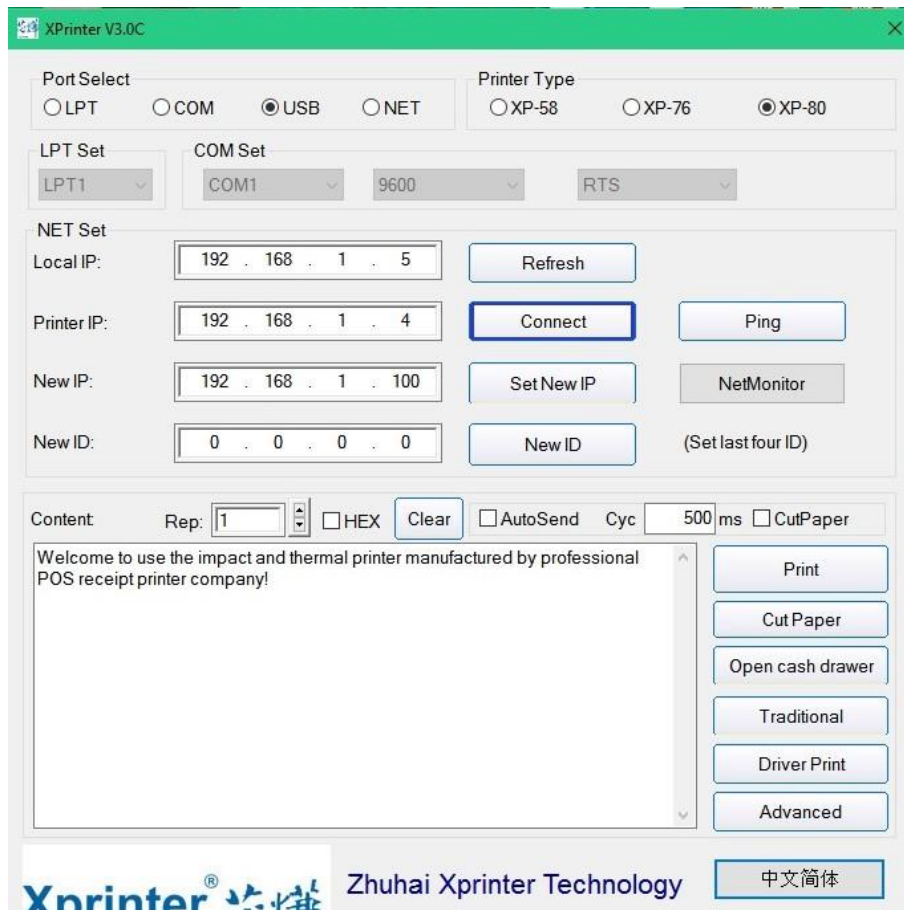 XPrinter V3.0C
Port Select
LPT COM USB NET
Printer Type
XP-58 XP-76 XP-80
LPT Set
LPT1
COM Set
COM1 9600 RTS
NET Set
Local IP: 192 . 168 . 1 . 5 Refresh
Printer IP: 192 . 168 . 1 . 4 Connect Ping
New IP: 192 . 168 . 1 . 100 Set New IP NetMonitor
New ID: 0 . 0 . 0 . 0 New ID (Set last four ID)
Content: Rep: 1 HEX Clear AutoSend Cyc 500 ms CutPaper
Welcome to use the impact and thermal printer manufactured by professional
POS receipt printer company!
Print
Cut Paper
Open cash drawer
Traditional
Driver Print
Advanced
Xprinter®
Zhuhai Xprinter Technology
中文简体